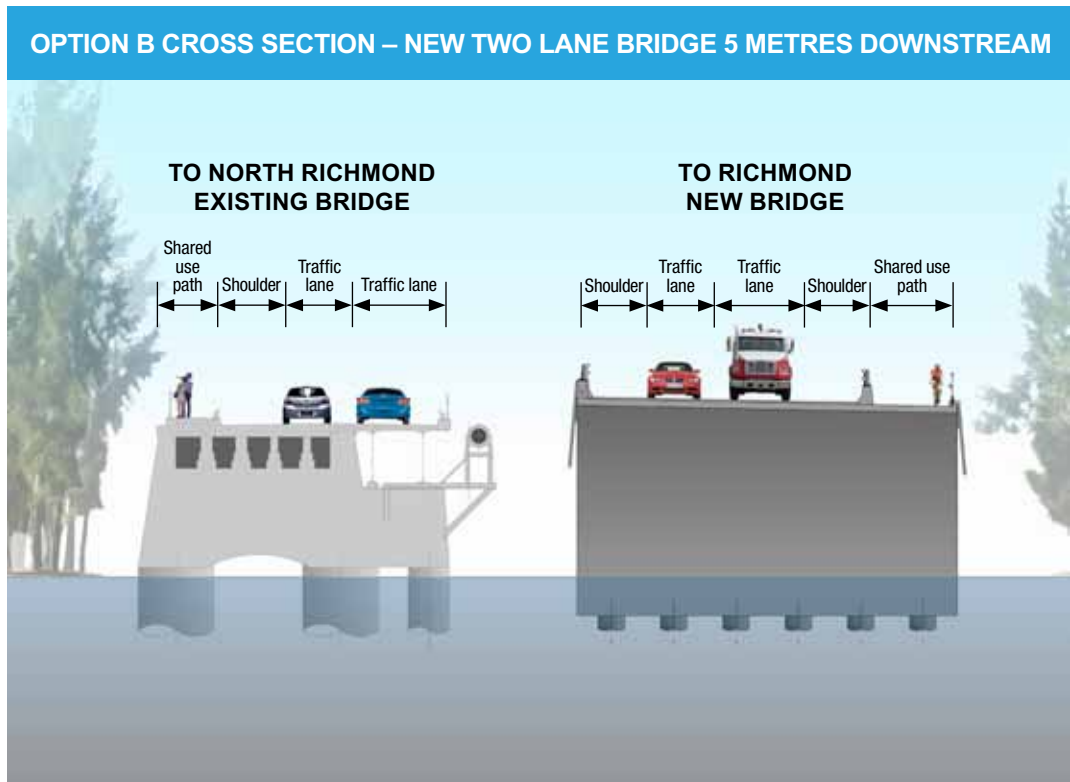 OPTION B CROSS SECTION – NEW TWO LANE BRIDGE 5 METRES DOWNSTREAM
TO NORTH RICHMOND
EXISTING BRIDGE
Shared
use
path
Shoulder
Traffic
lane
Traffic lane
TO RICHMOND
NEW BRIDGE
Shoulder
Traffic
lane
Traffic
lane
Shoulder
Shared use
path